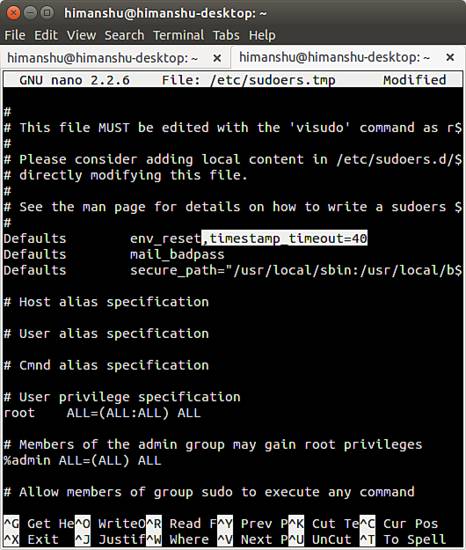 himanshu@himanshu-desktop: ~
File Edit View Search Terminal Tabs Help
himanshu@himanshu-desktop: ~ × himanshu@himanshu-desktop: ~ ×
GNU nano 2.2.6 File: /etc/sudoers.tmp Modified
#
# This file MUST be edited with the 'visudo' command as r$
#
# Please consider adding local content in /etc/sudoers.d/$
# directly modifying this file.
#
# See the man page for details on how to write a sudoers $
#
Defaults env_reset,timestamp_timeout=40
Defaults mail_badpass
Defaults secure_path="/usr/local/sbin:/usr/local/b$
# Host alias specification
# User alias specification
# Cmnd alias specification
# User privilege specification
root ALL=(ALL:ALL) ALL
# Members of the admin group may gain root privileges
%admin ALL=(ALL) ALL
# Allow members of group sudo to execute any command
^G Get He^O WriteO^R Read F^Y Prev P^K Cut Te^C Cur Pos
^X Exit ^J Justif^W Where ^V Next P^U UnCut ^T To Spell